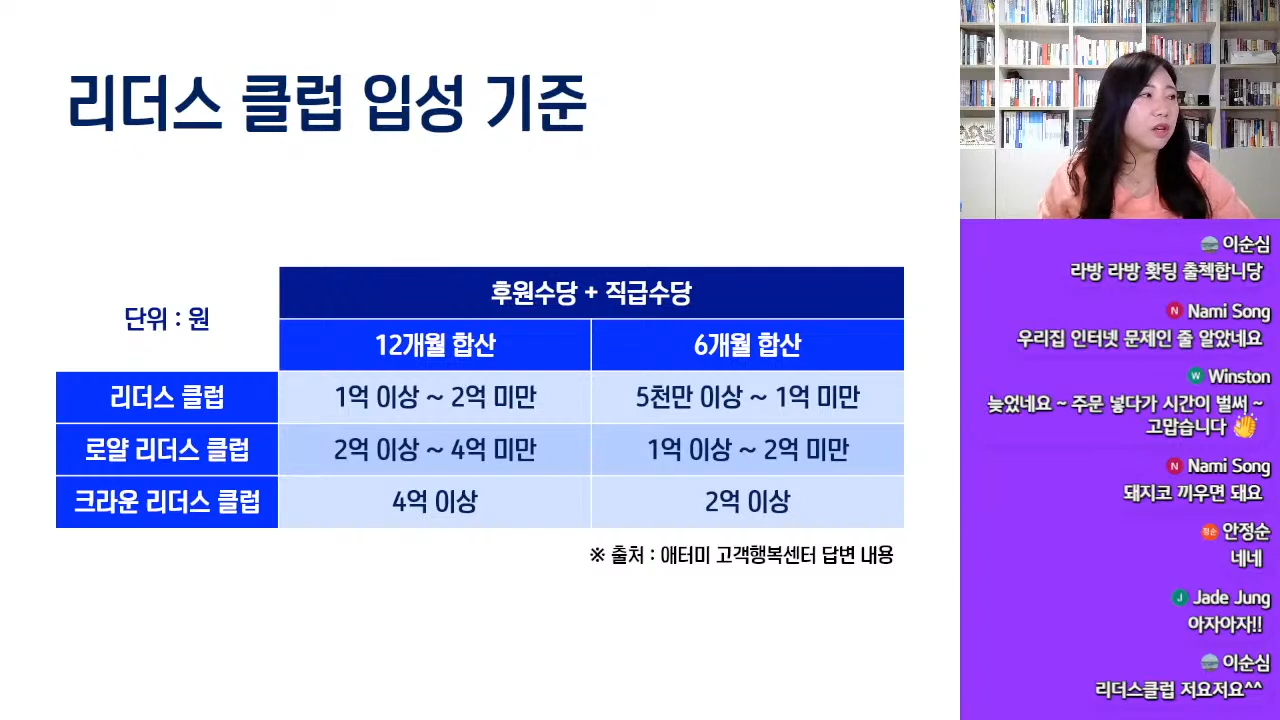 리더스 클럽 입성 기준
단위 : 원
후원수당 + 직급수당
12개월 합산
6개월 합산
리더스 클럽
1억 이상 ~ 2억 미만
5천만 이상 ~ 1억 미만
로얄 리더스 클럽
2억 이상 ~ 4억 미만
1억 이상 ~ 2억 미만
크라운 리더스 클럽
4억 이상
2억 이상
※ 출처 : 애터미 고객행복센터 답변 내용
이순심
라방 라방 홧팅 출첵합니당
N Nami Song
우리집 인터넷 문제인 줄 알았네요
W Winston
늦었네요 ~ 주문 넣다가 시간이 벌써 ~
고맙습니다 👏
N Nami Song
돼지코 끼우면 돼요
정순 안정순
네네
J Jade Jung
아자아자!!
이순심
리더스클럽 저요저요^^